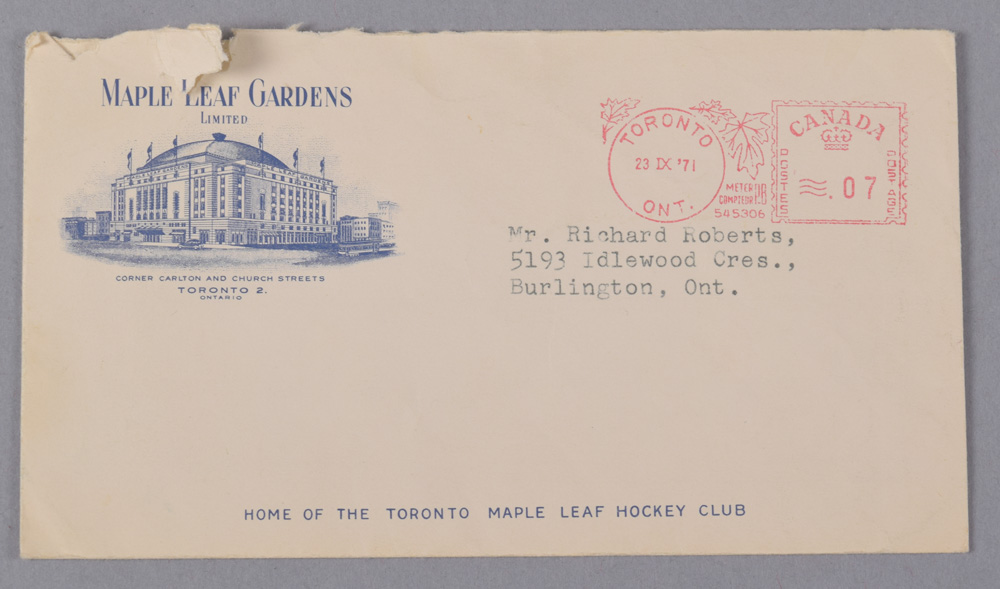 MAPLE LEAF GARDENS
LIMITED
CORNER CARLTON AND CHURCH STREETS
TORONTO 2.
ONTARIO
TORONTO
23 IX '71
ONT.
METER
COMPTEUR PB
545306
CANADA
POSTES
.07
POSTAGE
Mr. Richard Roberts,
5193 Idlewood Cres.,
Burlington, Ont.
HOME OF THE TORONTO MAPLE LEAF HOCKEY CLUB